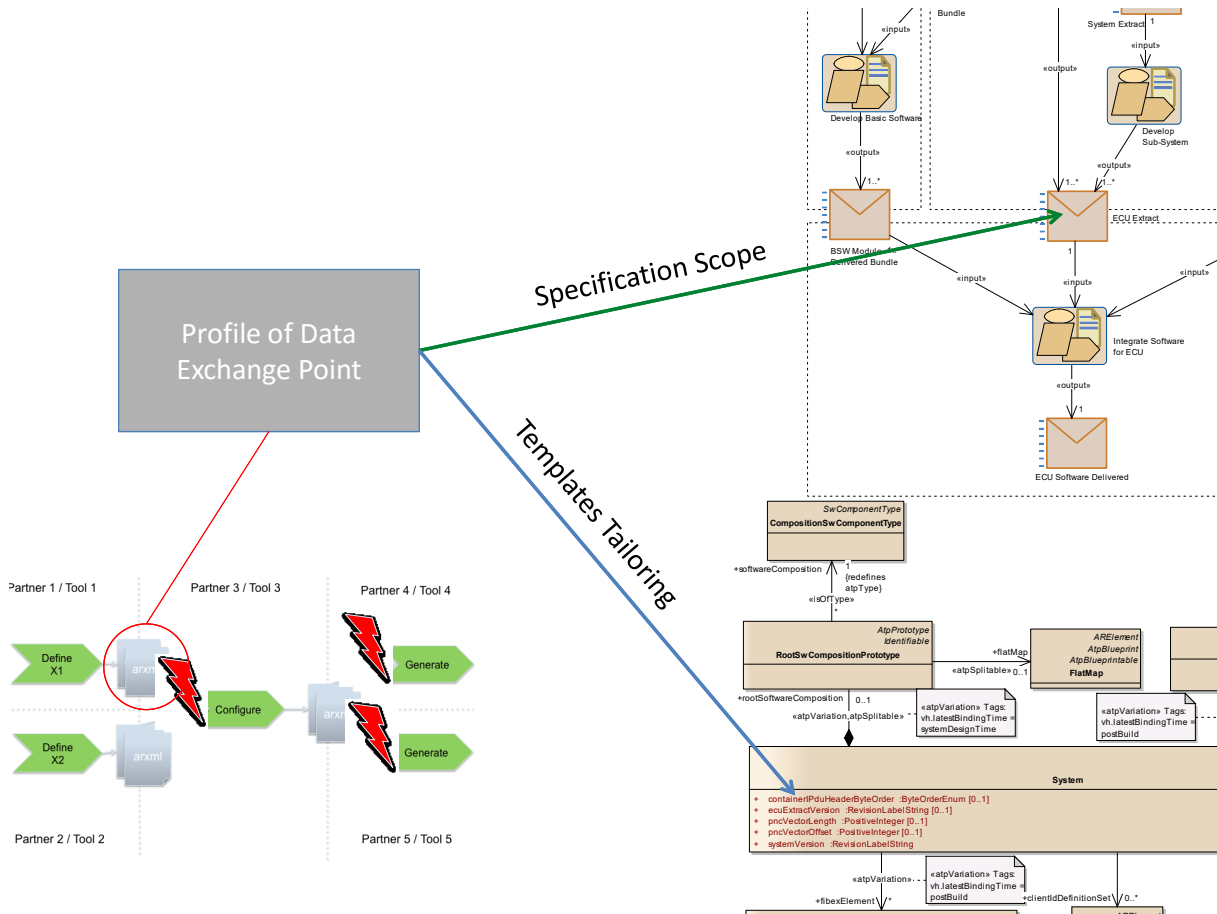 Bundle
System Extract
1
«input»
«input»
«output»
Develop Basic Software
Develop
Sub-System
«output»
«output»
1..*
1..*
1..*
ECU Extract
BSW Module
Delivered Bundle
1
«input»
«input»
«input»
Integrate Software
for ECU
«output»
1
ECU Software Delivered
Specification Scope
Profile of Data
Exchange Point
Templates Tailoring
SwComponentType
CompositionSwComponentType
+softwareComposition
1
{redefines
atpType}
«isOfType»
*
AtpPrototype
Identifiable
RootSwCompositionPrototype
+flatMap
«atpSplitable»
0..1
ARElement
AtpBlueprint
AtpBlueprintable
FlatMap
+rootSoftwareComposition
0..1
«atpVariation,atpSplitable»
«atpVariation» Tags:
vh.latestBindingTime =
systemDesignTime
«atpVariation» Tags:
vh.latestBindingTime =
postBuild
System
+ containerIPduHeaderByteOrder :ByteOrderEnum [0..1]
+ ecuExtractVersion :RevisionLabelString [0..1]
+ pncVectorLength :PositiveInteger [0..1]
+ pncVectorOffset :PositiveInteger [0..1]
+ systemVersion :RevisionLabelString
«atpVariation»
«atpVariation» Tags:
vh.latestBindingTime =
postBuild
+fibexElement
*
+clientIdDefinitionSet
0..*
Partner 1 / Tool 1
Partner 3 / Tool 3
Partner 4 / Tool 4
Define
X1
arxml
Generate
Configure
arxml
Define
X2
arxml
Generate
Partner 2 / Tool 2
Partner 5 / Tool 5